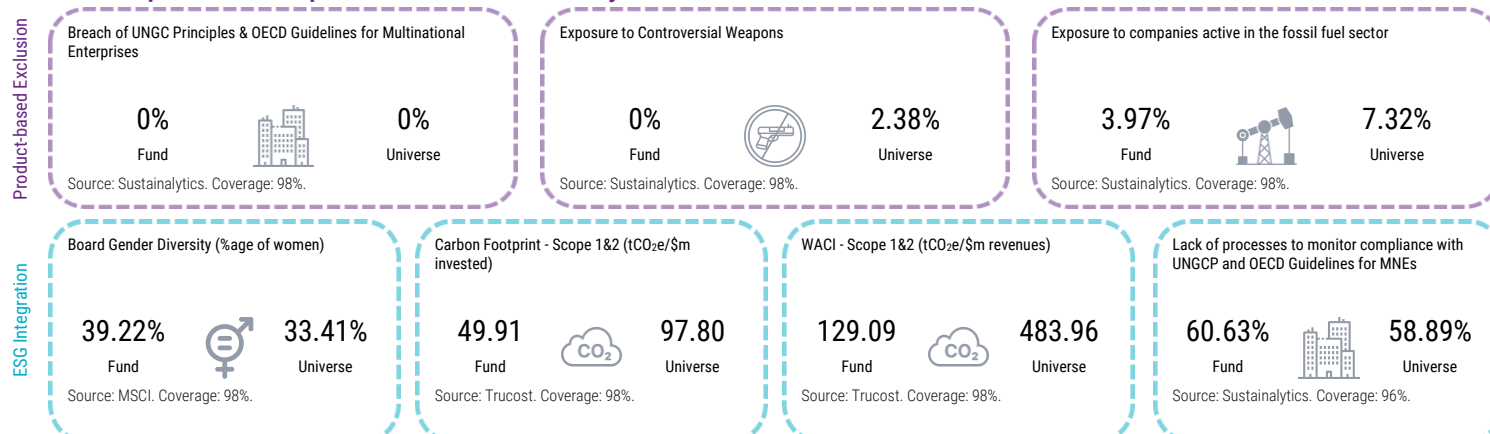 Product-based Exclusion
Breach of UNGC Principles & OECD Guidelines for Multinational
Enterprises
0%
0%
Fund
Universe
Source: Sustainalytics. Coverage: 98%.
Exposure to Controversial Weapons
0%
2.38%
Fund
Universe
Source: Sustainalytics. Coverage: 98%.
Exposure to companies active in the fossil fuel sector
3.97%
7.32%
Fund
Universe
Source: Sustainalytics. Coverage: 98%.
ESG Integration
Board Gender Diversity (%age of women)
39.22%
33.41%
Fund
Universe
Source: MSCI. Coverage: 98%.
Carbon Footprint - Scope 1&2 (tCO₂e/$m
invested)
49.91
CO₂
97.80
Fund
Universe
Source: Trucost. Coverage: 98%.
WACI - Scope 1&2 (tCO₂e/$m revenues)
129.09
CO₂
483.96
Fund
Universe
Source: Trucost. Coverage: 98%.
Lack of processes to monitor compliance with
UNGCP and OECD Guidelines for MNEs
60.63%
58.89%
Fund
Universe
Source: Sustainalytics. Coverage: 96%.